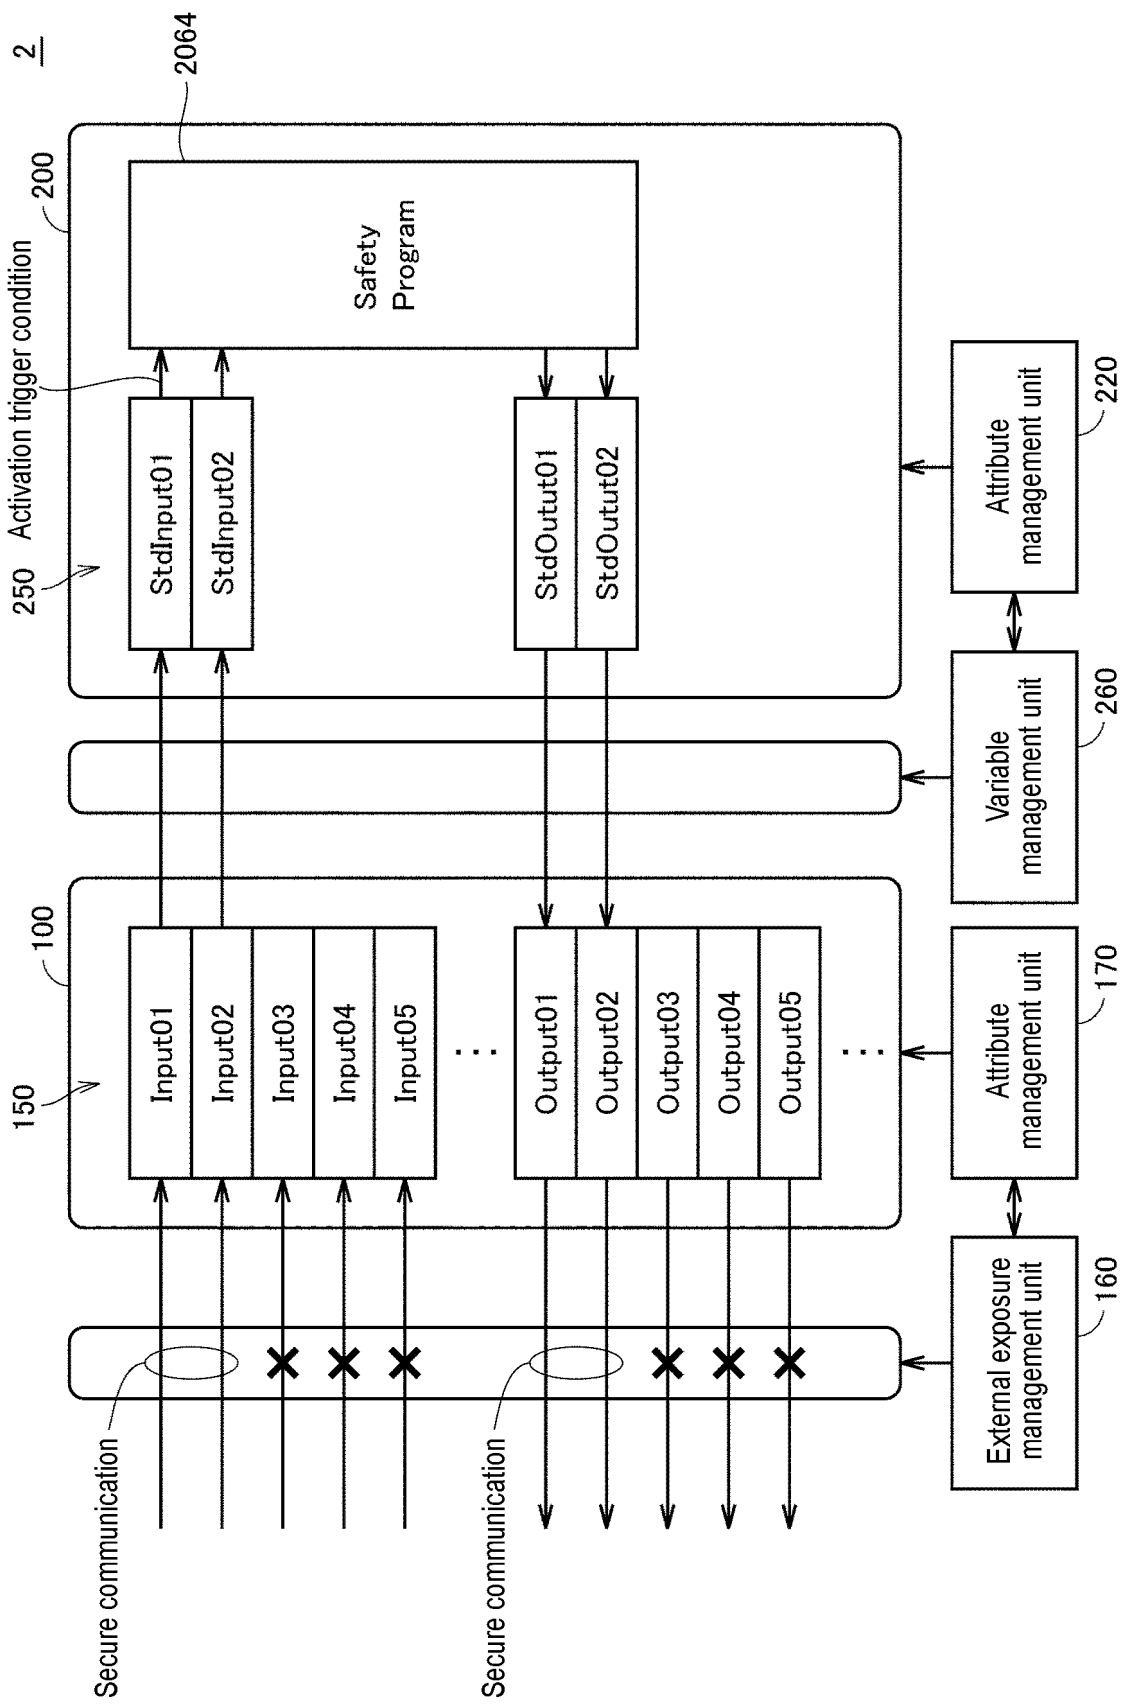 2
Secure communication
150
100
250
Activation trigger condition
200
2064
Input01
Input02
Input03
Input04
Input05
...
StdInput01
StdInput02
Safety
Program
Secure communication
Output01
Output02
Output03
Output04
Output05
...
StdOutut01
StdOutut02
External exposure
management unit
160
Attribute
management unit
170
Variable
management unit
260
Attribute
management unit
220